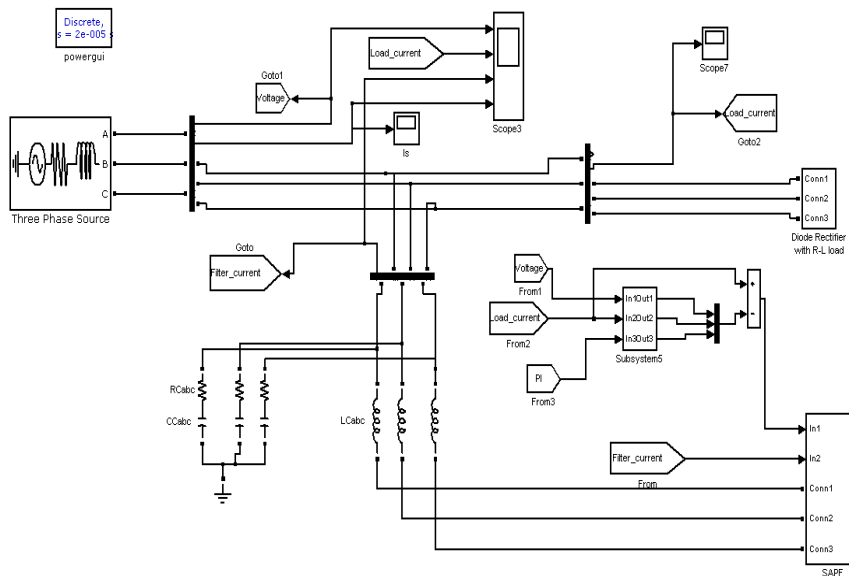 Discrete,
s = 2e-005 s
powergui
Goto1
Voltage
Load_current
Scope3
Is
Scope7
Load_current
Goto2
A
B
C
Three Phase Source
Conn1
Conn2
Conn3
Diode Rectifier
with R-L load
Goto
Filter_current
Voltage
From1
Load_current
From2
PI
From3
In1Out1
In2Out2
In3Out3
Subsystem5
+
-
RCabc
CCabc
LCabc
Filter_current
From
In1
In2
Conn1
Conn2
Conn3
SAPF